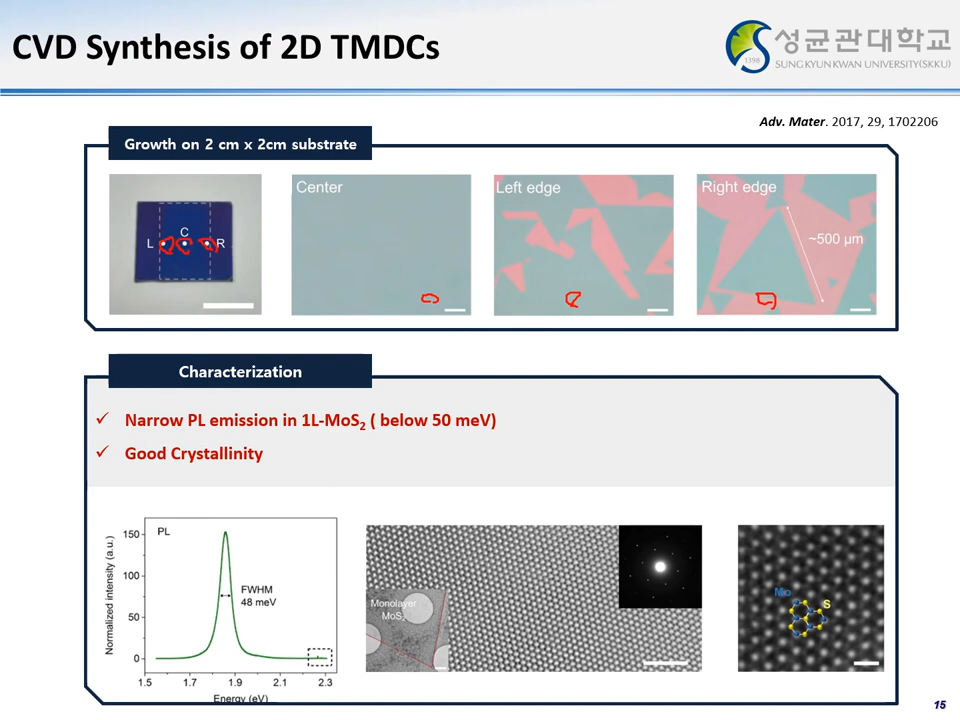 CVD Synthesis of 2D TMDCs
성균관대학교
1398
SUNG KYUN KWAN UNIVERSITY(SKKU)
Adv. Mater. 2017, 29, 1702206
Growth on 2 cm x 2cm substrate
L C R
Center
Left edge
Right edge
~500 μm
Characterization
✓ Narrow PL emission in 1L-MoS₂ ( below 50 meV)
✓ Good Crystallinity
PL
FWHM
48 meV
Normalized intensity (a.u.)
150
100
50
0
1.5 1.7 1.9 2.1 2.3
Energy (eV)
Monolayer
MoS₂
Mo
S
15